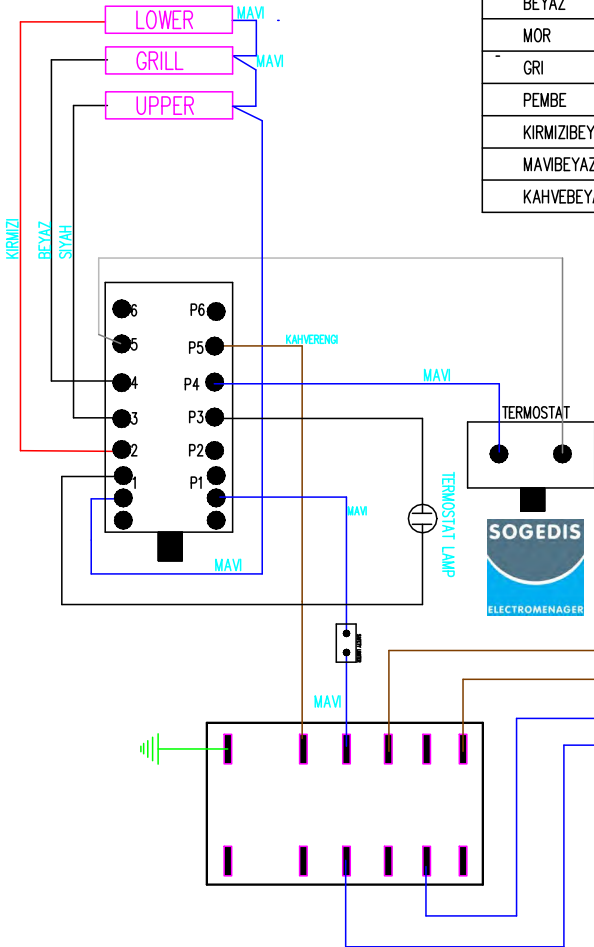 LOWER
MAVI
GRILL
MAVI
UPPER
BEYAZ
MOR
GRI
PEMBE
KIRMIZIBEY
MAVIBEYAZ
KAHVEBEYA
KIRMIZI
BEYAZ
SIYAH
6 P6
5 P5
KAHVERENGI
4 P4
MAVI
3 P3
TERMOSTAT
2 P2
1 P1
MAVI
TERMOSTAT LAMP
MAVI
SOGEDIS
ELECTROMENAGER
MAVI